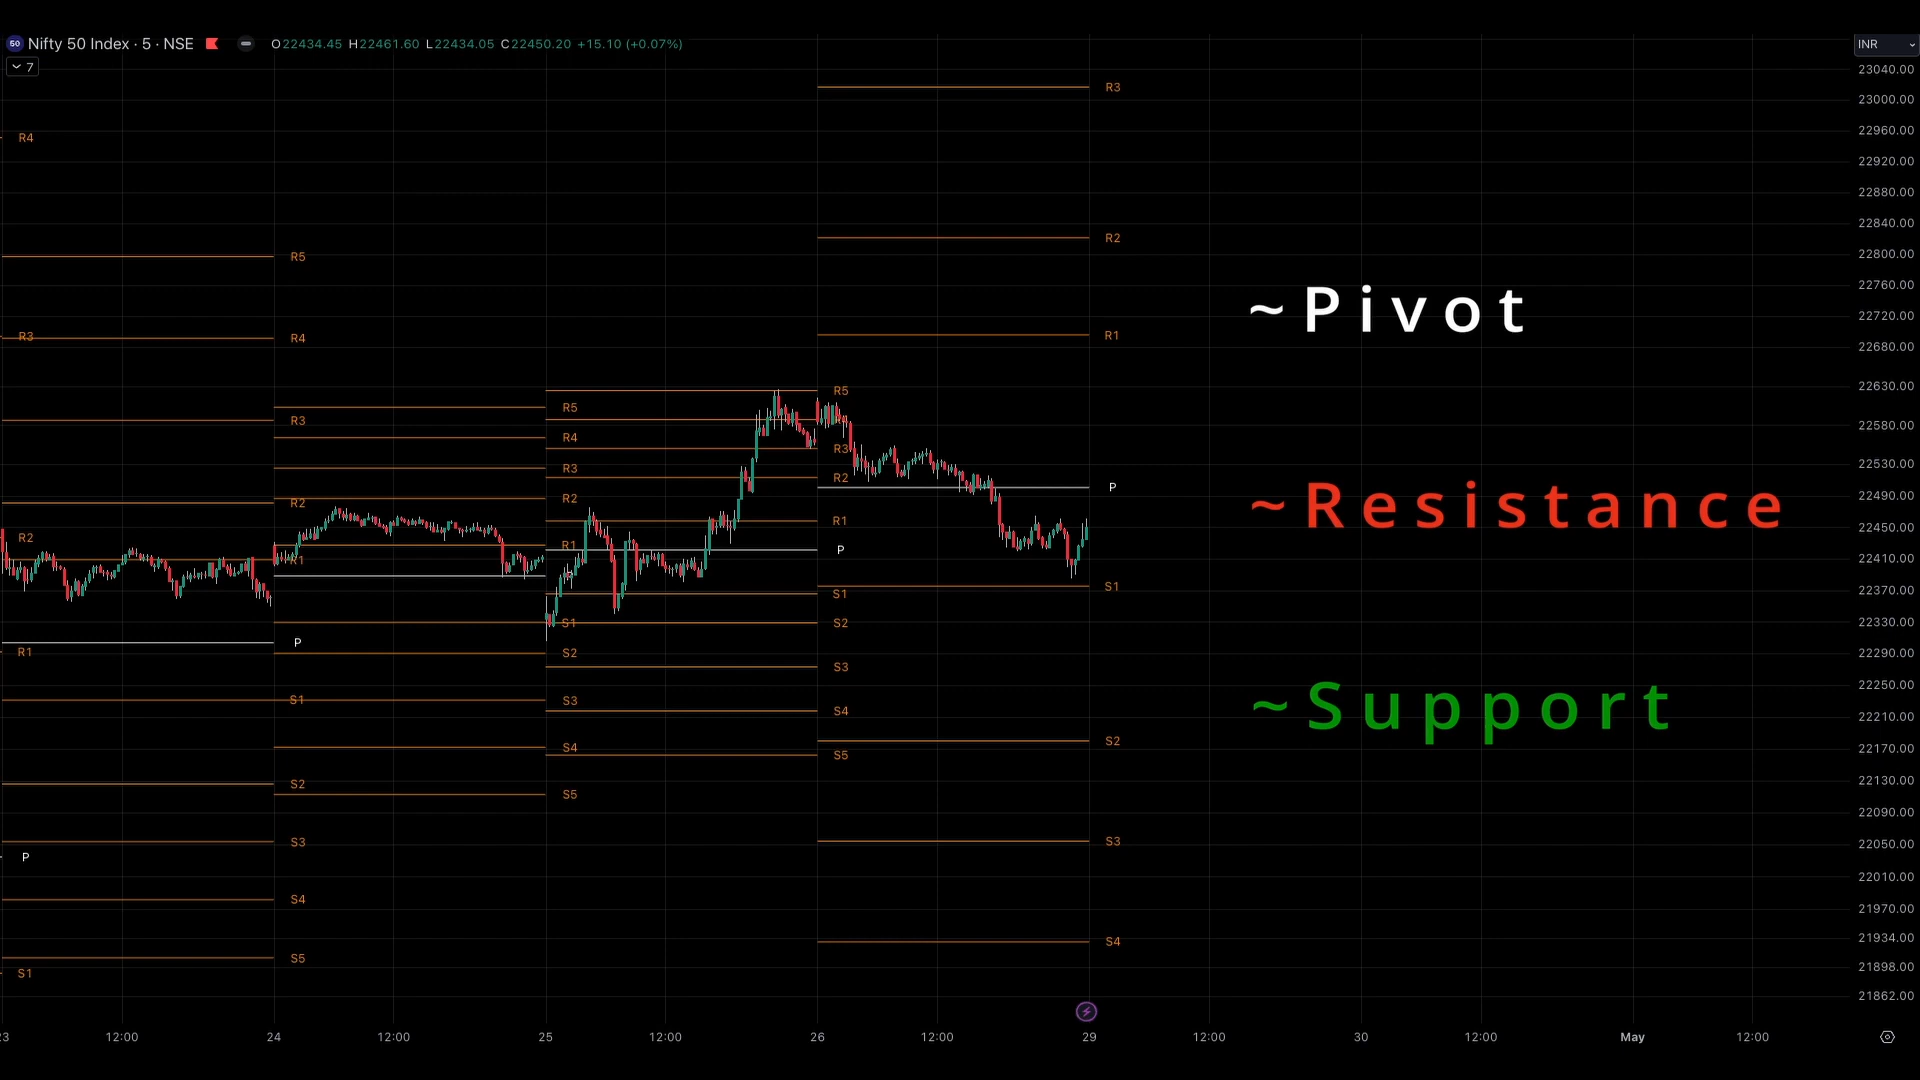 50 Nifty 50 Index · 5 · NSE O22434.45 H22461.60 L22434.05 C22450.20 +15.10 (+0.07%) INR
7
23040.00
R3
23000.00
22960.00
R4
22920.00
22880.00
22840.00
R2
22800.00
R5
22760.00
~Pivot
22720.00
R3 R4 R1
22680.00
22630.00
R5
R5
R3 22580.00
R4
R3
R3 22530.00
R2
P
R2 R2 22490.00
~Resistance
R1
22450.00
R2
R1 P
R1 22410.00
S1 22370.00
S1
S1 S2 22330.00
P
R1 S2 22290.00
S3
22250.00
S1 S3
~Support
S4 22210.00
S2
S4 22170.00
S5
S2 22130.00
S5
22090.00
S3 S3 22050.00
P
22010.00
S4
21970.00
S4 21934.00
S5 21898.00
S1
21862.00
12:00 24 12:00 25 12:00 26 12:00 29 12:00 30 12:00 May 12:00